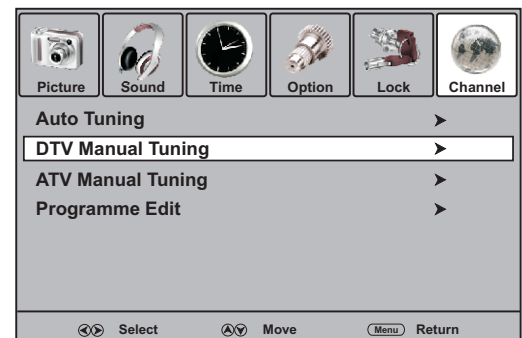 Picture Sound Time Option Lock Channel
Auto Tuning
DTV Manual Tuning
ATV Manual Tuning
Programme Edit
Select Move Menu Return